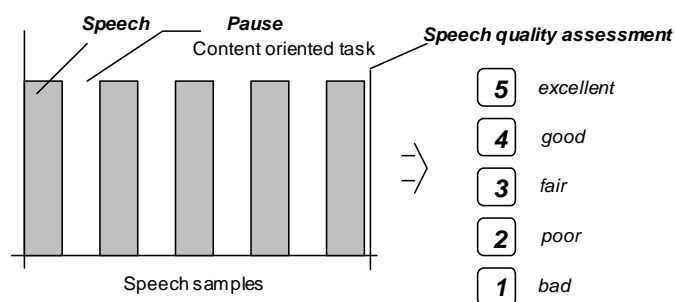 Speech
Pause
Content oriented task
Speech quality assessment
5 excellent
4 good
3 fair
2 poor
1 bad
Speech samples